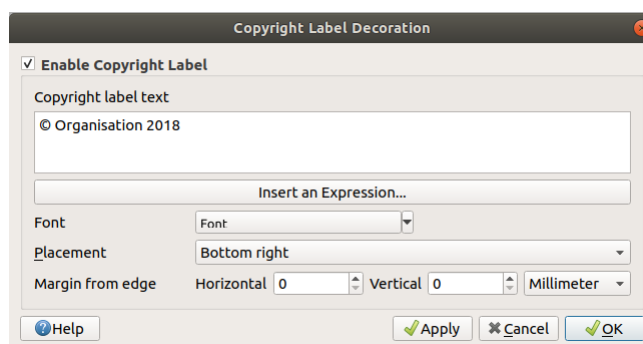 Copyright Label Decoration
Enable Copyright Label
Copyright label text
© Organisation 2018
Insert an Expression...
Font Font
Placement Bottom right
Margin from edge Horizontal 0 Vertical 0 Millimeter
Help Apply Cancel OK